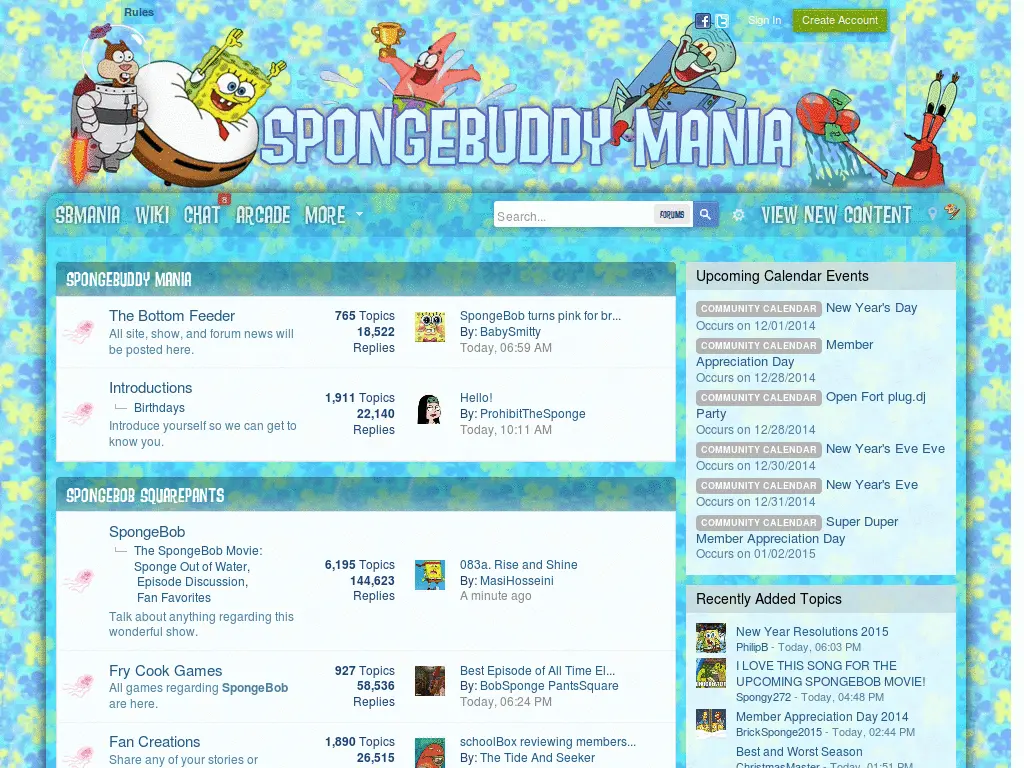 Rules
Sign In
Create Account
SPONGEBUDDY MANIA
SBMANIA
WIKI
CHAT
8
ARCADE
MORE
Search...
FORUMS
VIEW NEW CONTENT
SPONGEBUDDY MANIA
The Bottom Feeder
All site, show, and forum news will
be posted here.
765 Topics
18,522
Replies
SpongeBob turns pink for br...
By: BabySmitty
Today, 06:59 AM
Introductions
Birthdays
Introduce yourself so we can get to
know you.
1,911 Topics
22,140
Replies
Hello!
By: ProhibitTheSponge
Today, 10:11 AM
SPONGEBOB SQUAREPANTS
SpongeBob
The SpongeBob Movie:
Sponge Out of Water,
Episode Discussion,
Fan Favorites
Talk about anything regarding this
wonderful show.
6,195 Topics
144,623
Replies
083a. Rise and Shine
By: MasiHosseini
A minute ago
Fry Cook Games
All games regarding SpongeBob
are here.
927 Topics
58,536
Replies
Best Episode of All Time El...
By: BobSponge PantsSquare
Today, 06:24 PM
Fan Creations
Share any of your stories or
1,890 Topics
26,515
schoolBox reviewing members...
By: The Tide And Seeker
Upcoming Calendar Events
COMMUNITY CALENDAR New Year's Day
Occurs on 12/01/2014
COMMUNITY CALENDAR Member
Appreciation Day
Occurs on 12/28/2014
COMMUNITY CALENDAR Open Fort plug.dj
Party
Occurs on 12/28/2014
COMMUNITY CALENDAR New Year's Eve Eve
Occurs on 12/30/2014
COMMUNITY CALENDAR New Year's Eve
Occurs on 12/31/2014
COMMUNITY CALENDAR Super Duper
Member Appreciation Day
Occurs on 01/02/2015
Recently Added Topics
New Year Resolutions 2015
PhilipB - Today, 06:03 PM
I LOVE THIS SONG FOR THE
UPCOMING SPONGEBOB MOVIE!
Spongy272 - Today, 04:48 PM
Member Appreciation Day 2014
BrickSponge2015 - Today, 02:44 PM
Best and Worst Season
ChristmasMaster - Today, 01:51 PM